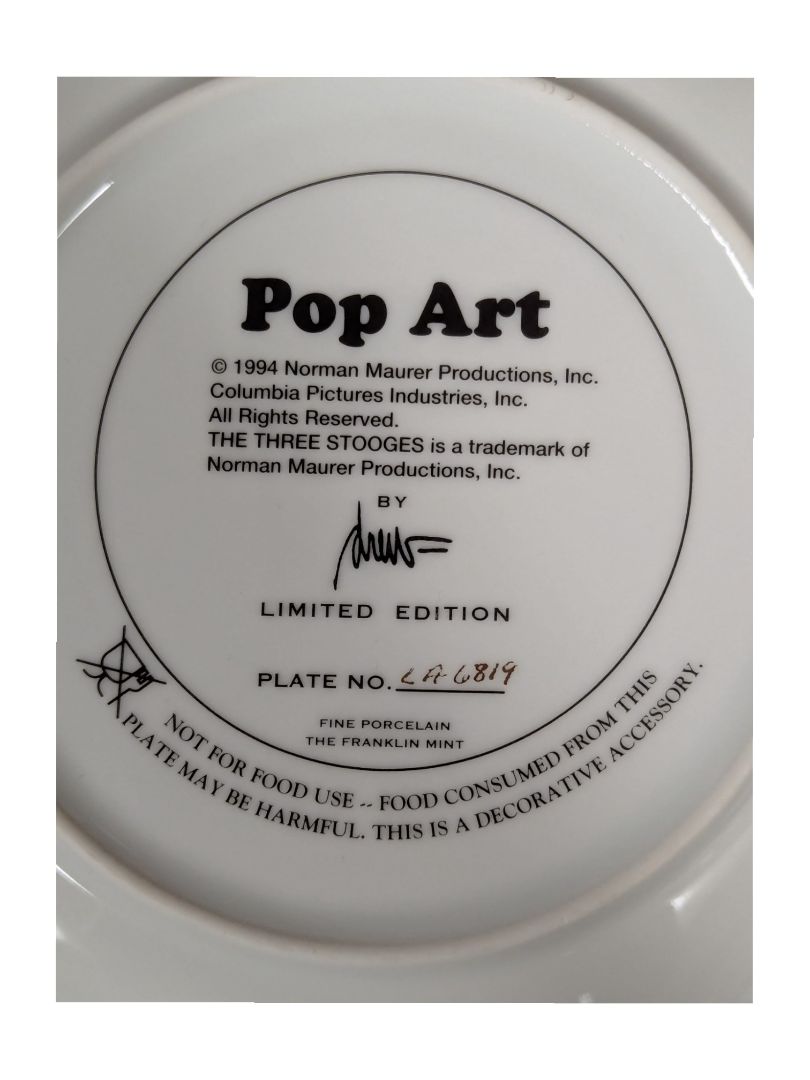 Pop Art
© 1994 Norman Maurer Productions, Inc.
Columbia Pictures Industries, Inc.
All Rights Reserved.
THE THREE STOOGES is a trademark of
Norman Maurer Productions, Inc.
BY
LIMITED EDITION
PLATE NO. LA6819
FINE PORCELAIN
THE FRANKLIN MINT
NOT FOR FOOD USE -- FOOD CONSUMED FROM THIS
PLATE MAY BE HARMFUL. THIS IS A DECORATIVE ACCESSORY.